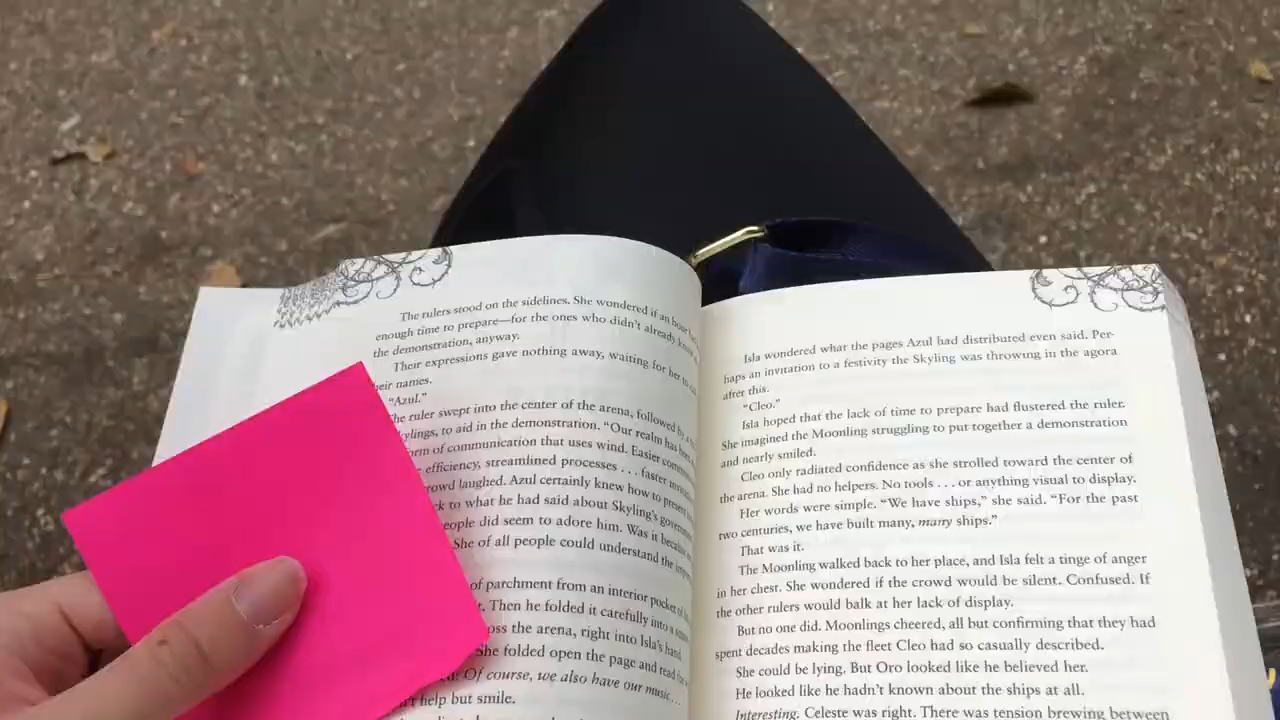 The rulers stood on the sidelines. She wondered if an hour
enough time to prepare—for the ones who didn't already
the demonstration, anyway.
Their expressions gave nothing away, waiting for her to
their names.
"Azul."
The ruler swept into the center of the arena, followed by
Skylings, to aid in the demonstration. "Our realm has
form of communication that uses wind. Easier
efficiency, streamlined processes . . . faster
crowd laughed. Azul certainly knew how to present
to what he had said about Skyling's
people did seem to adore him. Was it
She of all people could understand the
of parchment from an interior pocket of
Then he folded it carefully into a
the arena, right into Isla's hand.
She folded open the page and read
Of course, we also have our music...
help but smile.
Isla wondered what the pages Azul had distributed even said. Per-
haps an invitation to a festivity the Skyling was throwing in the agora
after this.
"Cleo."
Isla hoped that the lack of time to prepare had flustered the ruler.
She imagined the Moonling struggling to put together a demonstration
and nearly smiled.
Cleo only radiated confidence as she strolled toward the center of
the arena. She had no helpers. No tools . . . or anything visual to display.
Her words were simple. "We have ships," she said. "For the past
two centuries, we have built many, many ships."
That was it.
The Moonling walked back to her place, and Isla felt a tinge of anger
in her chest. She wondered if the crowd would be silent. Confused. If
the other rulers would balk at her lack of display.
But no one did. Moonlings cheered, all but confirming that they had
spent decades making the fleet Cleo had so casually described.
She could be lying. But Oro looked like he believed her.
He looked like he hadn't known about the ships at all.
Interesting. Celeste was right. There was tension brewing between